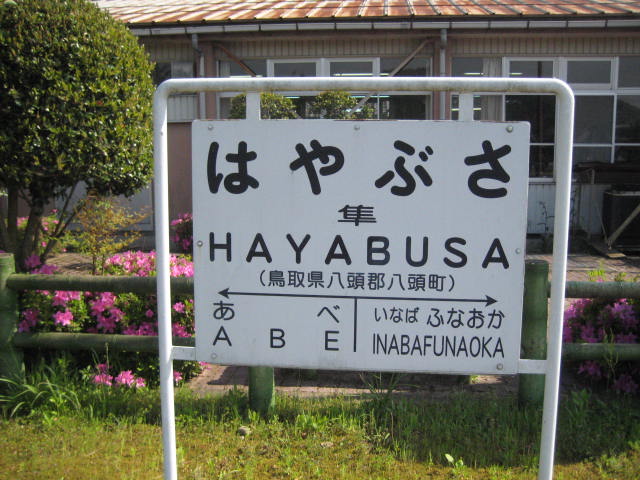 はやぶさ
隼
HAYABUSA
(鳥取県八頭郡八頭町)
あべ いなばふなおか
ABE INABAFUNAOKA